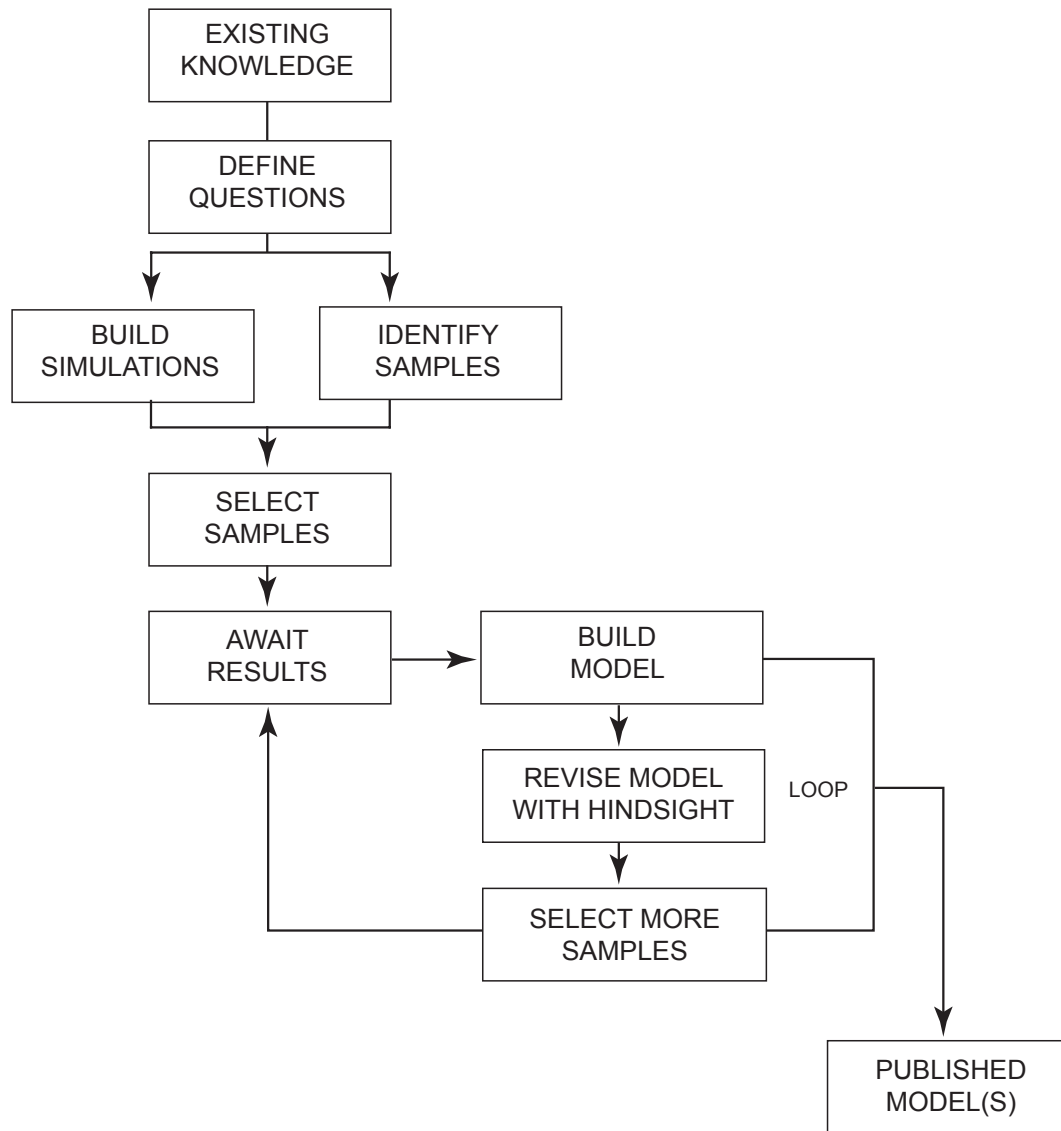 EXISTING
KNOWLEDGE
DEFINE
QUESTIONS
BUILD
SIMULATIONS
IDENTIFY
SAMPLES
SELECT
SAMPLES
AWAIT
RESULTS
BUILD
MODEL
REVISE MODEL
WITH HINDSIGHT
LOOP
SELECT MORE
SAMPLES
PUBLISHED
MODEL(S)